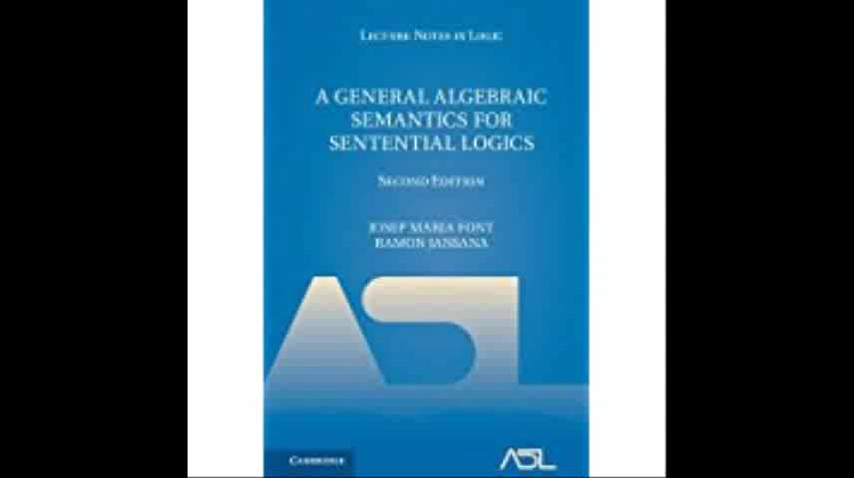 LECTURE NOTES IN LOGIC
A GENERAL ALGEBRAIC
SEMANTICS FOR
SENTENTIAL LOGICS
SECOND EDITION
JOSEP MARIA FONT
RAMON JANSANA
ASL
CAMBRIDGE
ASL